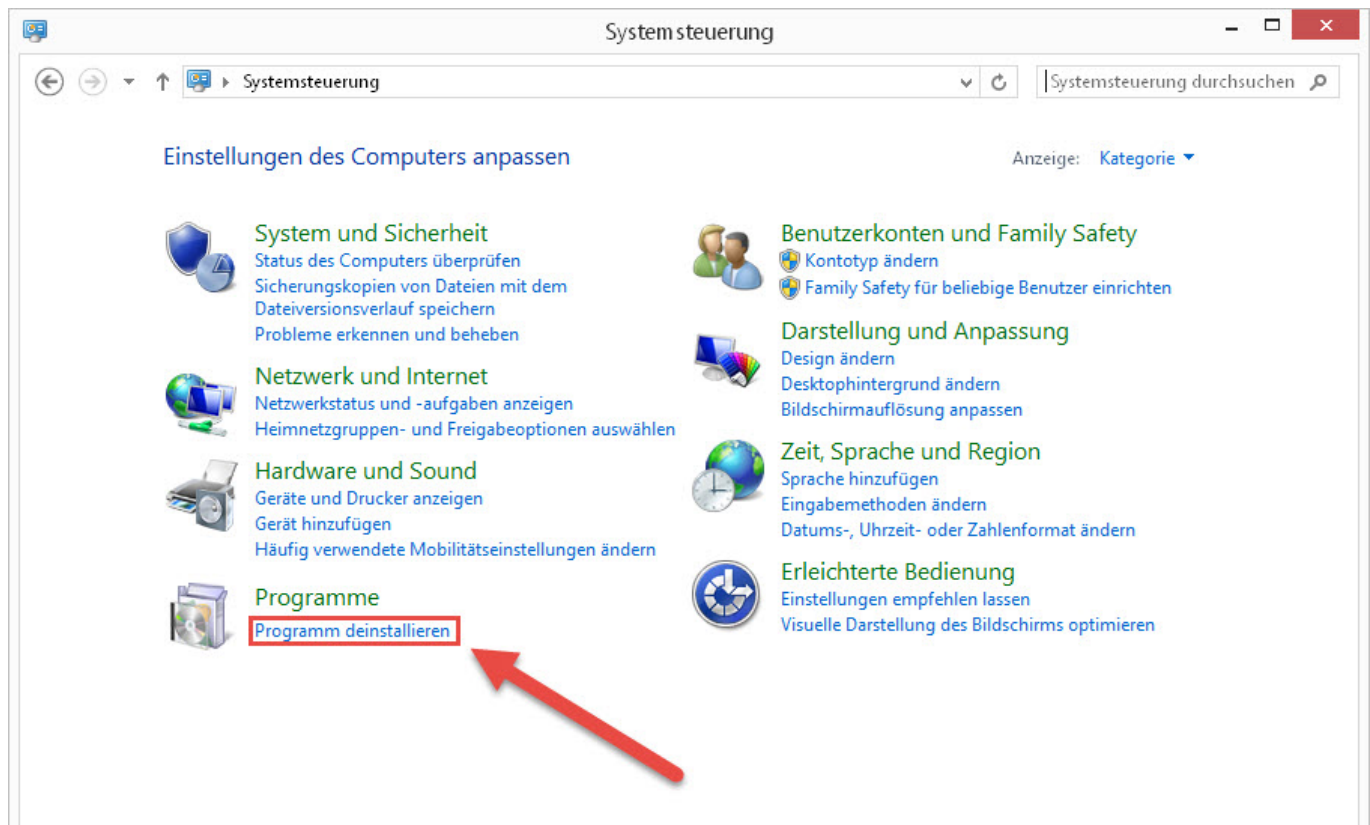 Systemsteuerung
Systemsteuerung
Systemsteuerung durchsuchen
Einstellungen des Computers anpassen
Anzeige: Kategorie
System und Sicherheit
Status des Computers überprüfen
Sicherungskopien von Dateien mit dem
Dateiversionsverlauf speichern
Probleme erkennen und beheben
Netzwerk und Internet
Netzwerkstatus und -aufgaben anzeigen
Heimnetzgruppen- und Freigabeoptionen auswählen
Hardware und Sound
Geräte und Drucker anzeigen
Gerät hinzufügen
Häufig verwendete Mobilitätseinstellungen ändern
Programme
Programm deinstallieren
Benutzerkonten und Family Safety
Kontotyp ändern
Family Safety für beliebige Benutzer einrichten
Darstellung und Anpassung
Design ändern
Desktophintergrund ändern
Bildschirmauflösung anpassen
Zeit, Sprache und Region
Sprache hinzufügen
Eingabemethoden ändern
Datums-, Uhrzeit- oder Zahlenformat ändern
Erleichterte Bedienung
Einstellungen empfehlen lassen
Visuelle Darstellung des Bildschirms optimieren